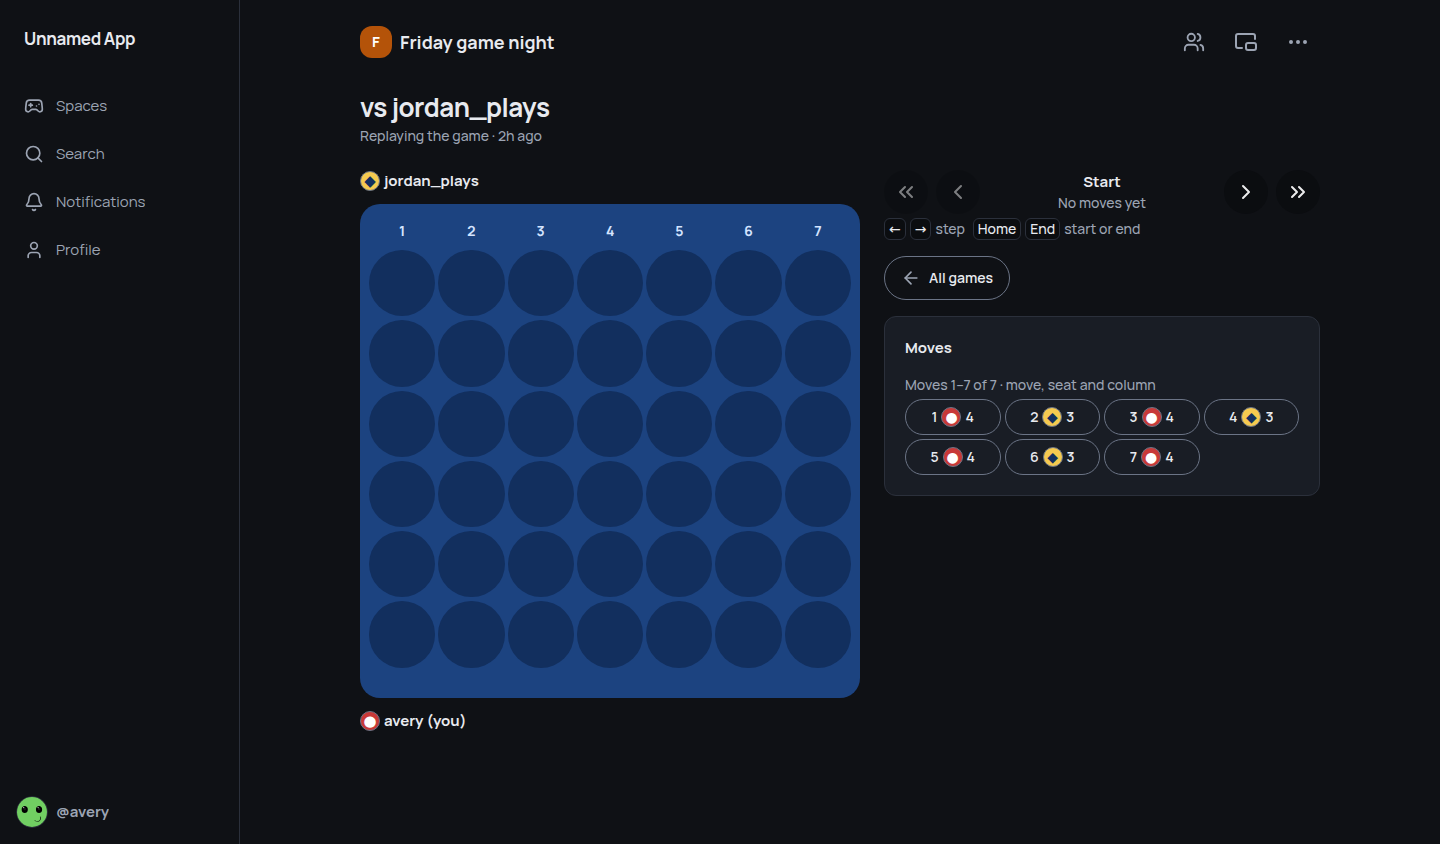 Unnamed App
Spaces
Search
Notifications
Profile
@avery
F Friday game night
vs jordan_plays
Replaying the game · 2h ago
jordan_plays
1 2 3 4 5 6 7
avery (you)
Start
No moves yet
← → step Home End start or end
← All games
Moves
Moves 1–7 of 7 · move, seat and column
1 4 2 3 3 4 4 3
5 4 6 3 7 4